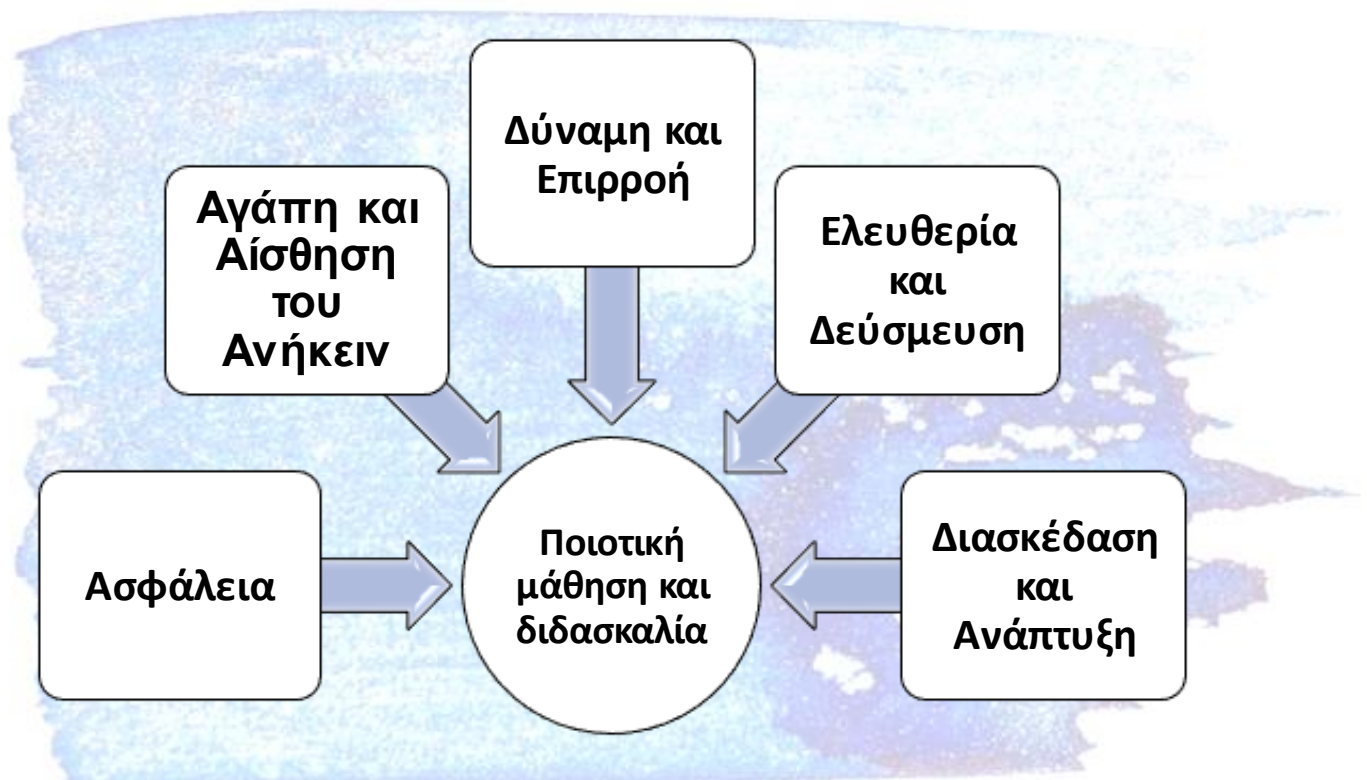 Δύναμη και
Επιρροή
Αγάπη και
Αίσθηση
του
Ανήκειν
Ελευθερία
και
Δεύσμευση
Ασφάλεια
Ποιοτική
μάθηση και
διδασκαλία
Διασκέδαση
και
Ανάπτυξη